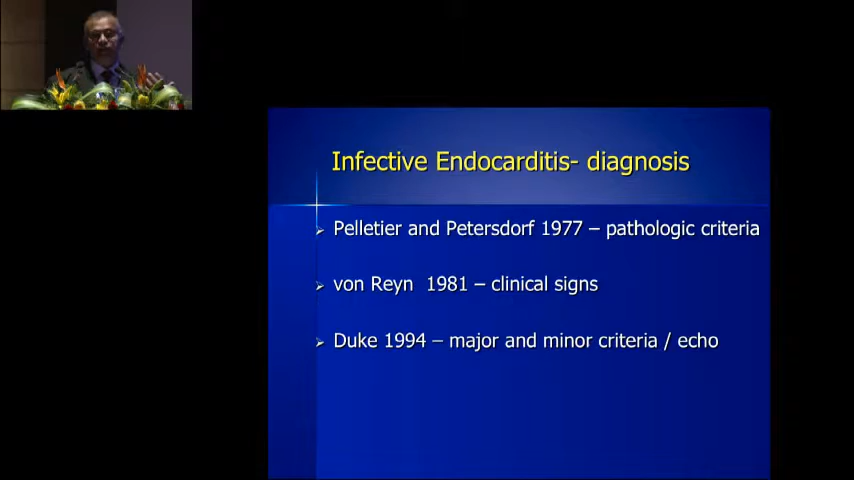 Infective Endocarditis- diagnosis
Pelletier and Petersdorf 1977 – pathologic criteria
von Reyn 1981 – clinical signs
Duke 1994 – major and minor criteria / echo